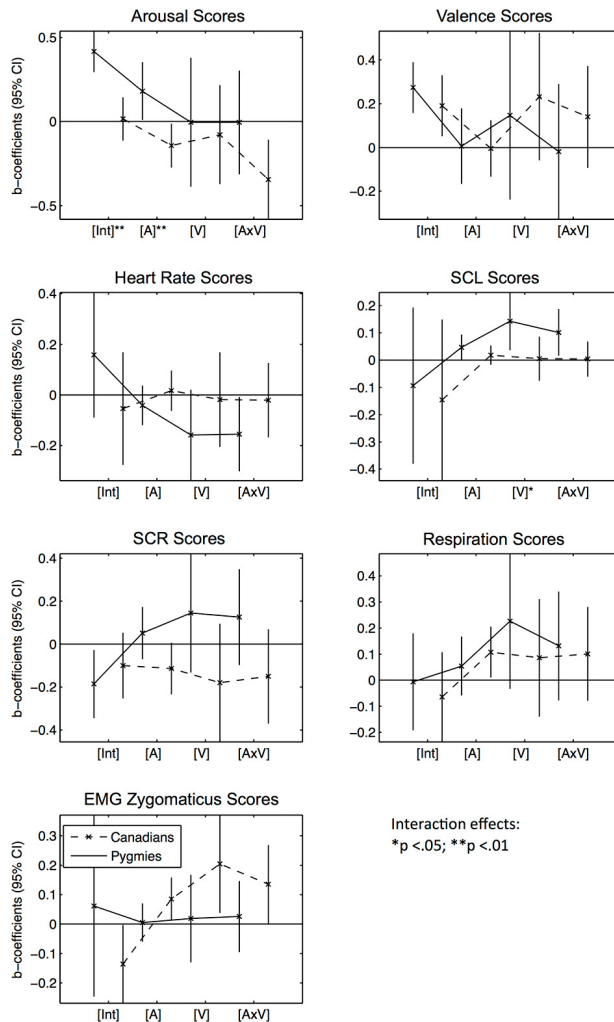 Arousal Scores
b-coefficients (95% CI)
0.5
0
−0.5
[Int]** [A]** [V] [AxV]
Valence Scores
0.4
0.2
0
−0.2
[Int] [A] [V] [AxV]
Heart Rate Scores
b-coefficients (95% CI)
0.4
0.2
0
−0.2
[Int] [A] [V] [AxV]
SCL Scores
0.2
0.1
0
−0.1
−0.2
−0.3
−0.4
[Int] [A] [V]* [AxV]
SCR Scores
b-coefficients (95% CI)
0.4
0.2
0
−0.2
−0.4
[Int] [A] [V] [AxV]
Respiration Scores
0.4
0.3
0.2
0.1
0
−0.1
−0.2
[Int] [A] [V] [AxV]
EMG Zygomaticus Scores
b-coefficients (95% CI)
0.3
0.2
0.1
0
0.1
0.2
Canadians
Pygmies
[Int] [A] [V] [AxV]
Interaction effects:
*p <.05; **p <.01